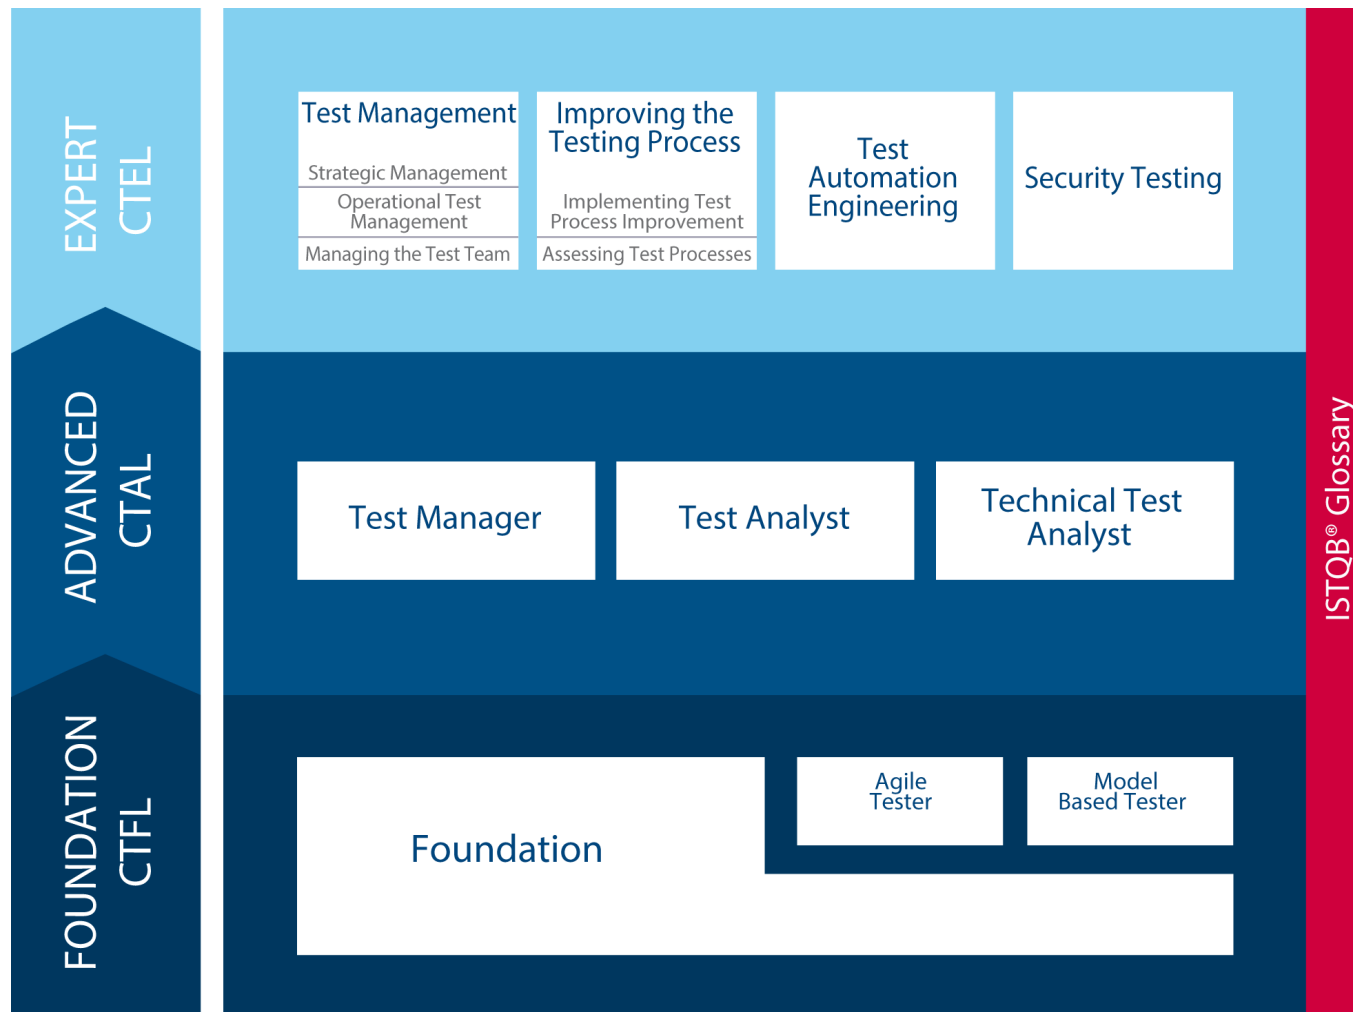 EXPERT
CTEL
Test Management
Strategic Management
Operational Test
Management
Managing the Test Team
Improving the
Testing Process
Implementing Test
Process Improvement
Assessing Test Processes
Test
Automation
Engineering
Security Testing
ADVANCED
CTAL
Test Manager
Test Analyst
Technical Test
Analyst
FOUNDATION
CTFL
Foundation
Agile
Tester
Model
Based Tester
ISTQB® Glossary